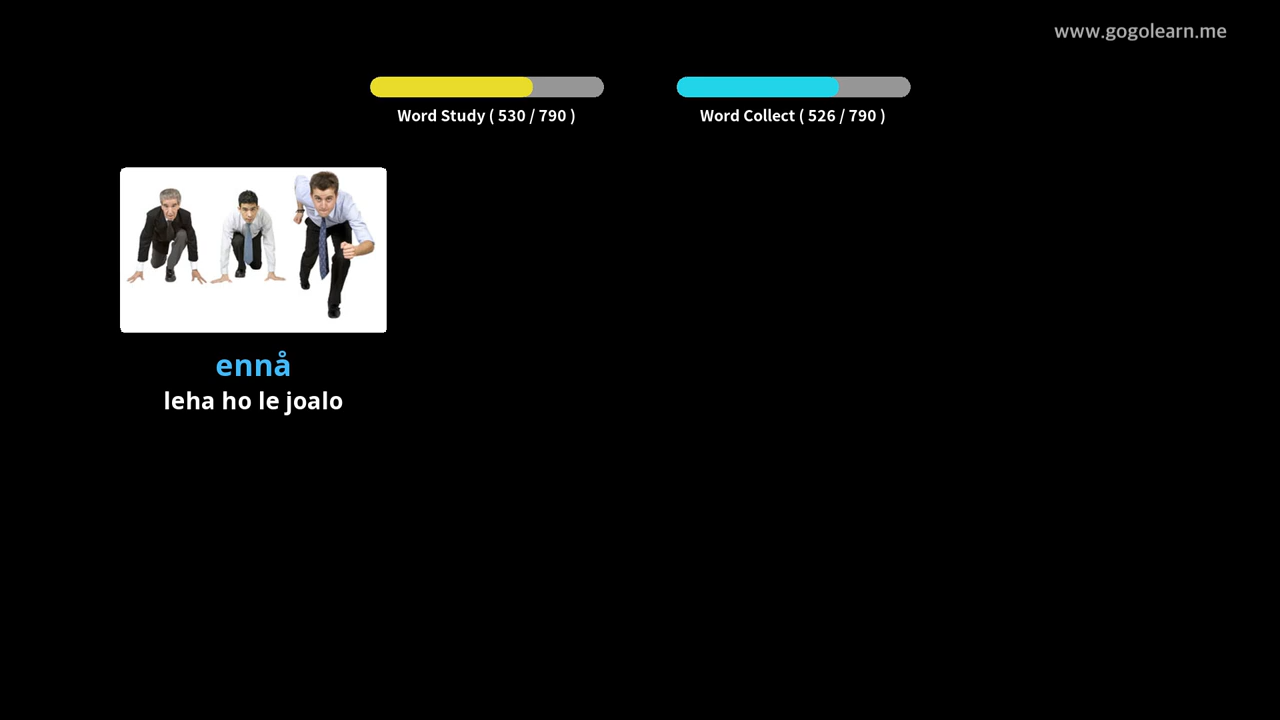 www.gogolearn.me
Word Study ( 530 / 790 )
Word Collect ( 526 / 790 )
ennå
leha ho le joalo